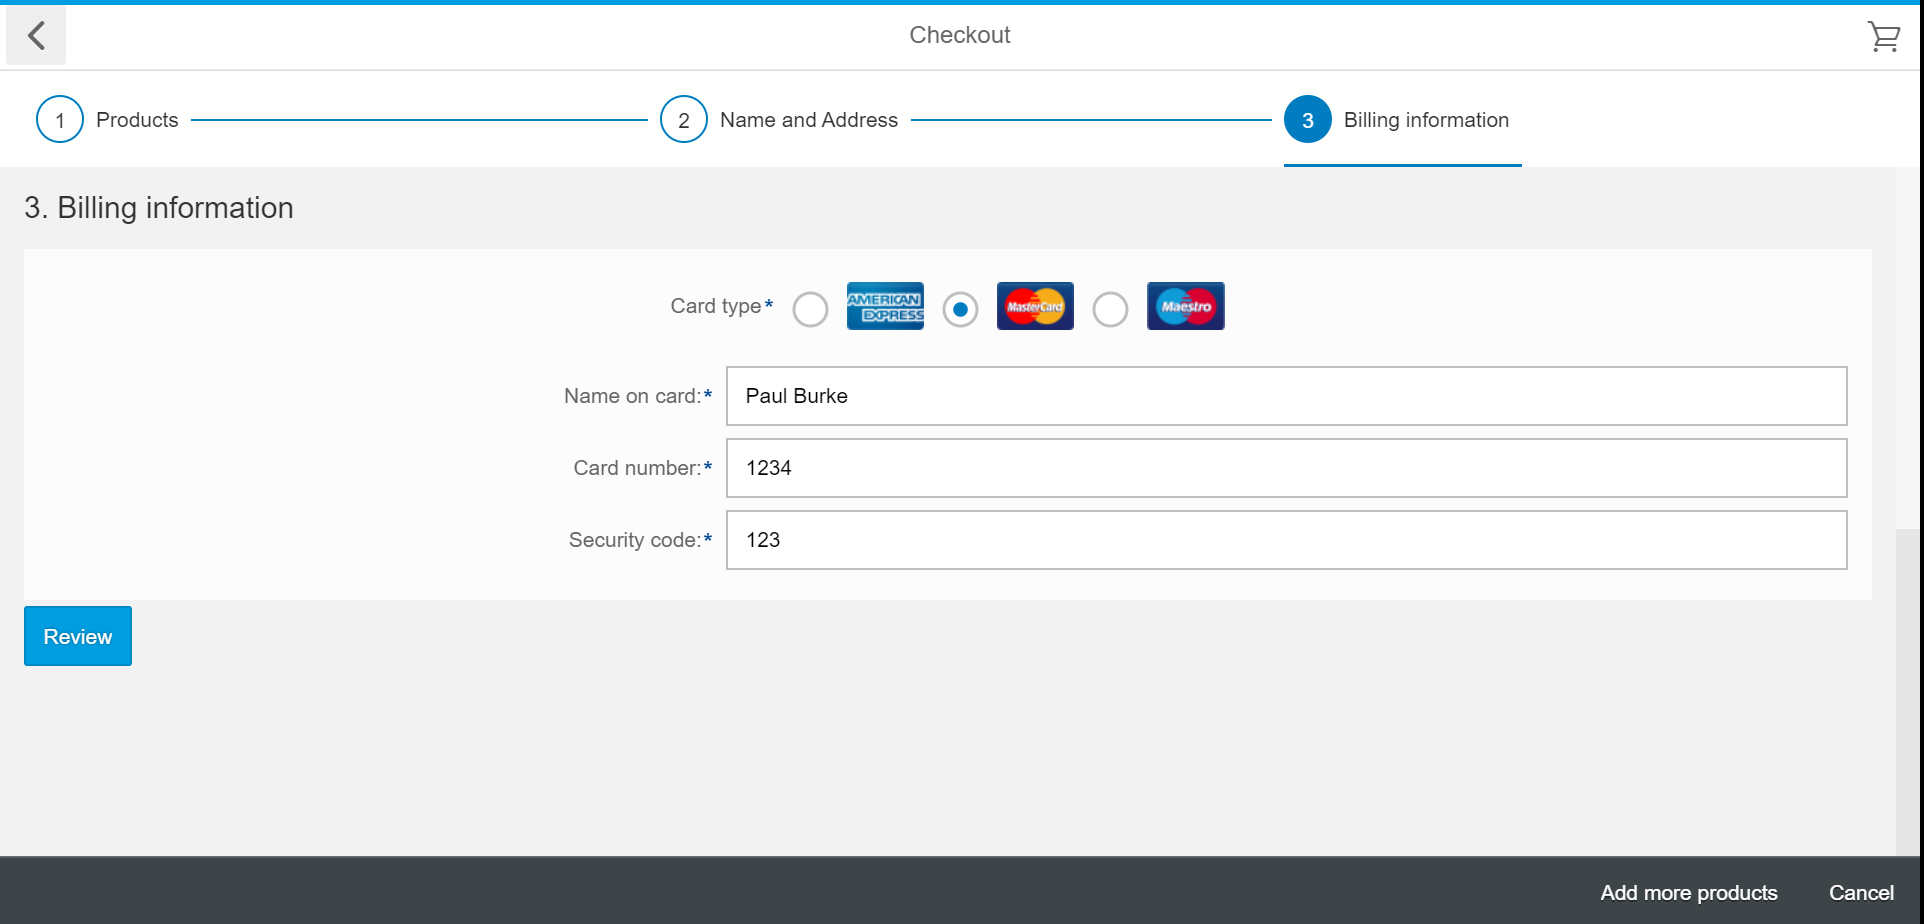 Checkout
1 Products 2 Name and Address 3 Billing information
3. Billing information
Card type* AMERICAN EXPRESS MasterCard Maestro
Name on card:* Paul Burke
Card number:* 1234
Security code:* 123
Review
Add more products Cancel